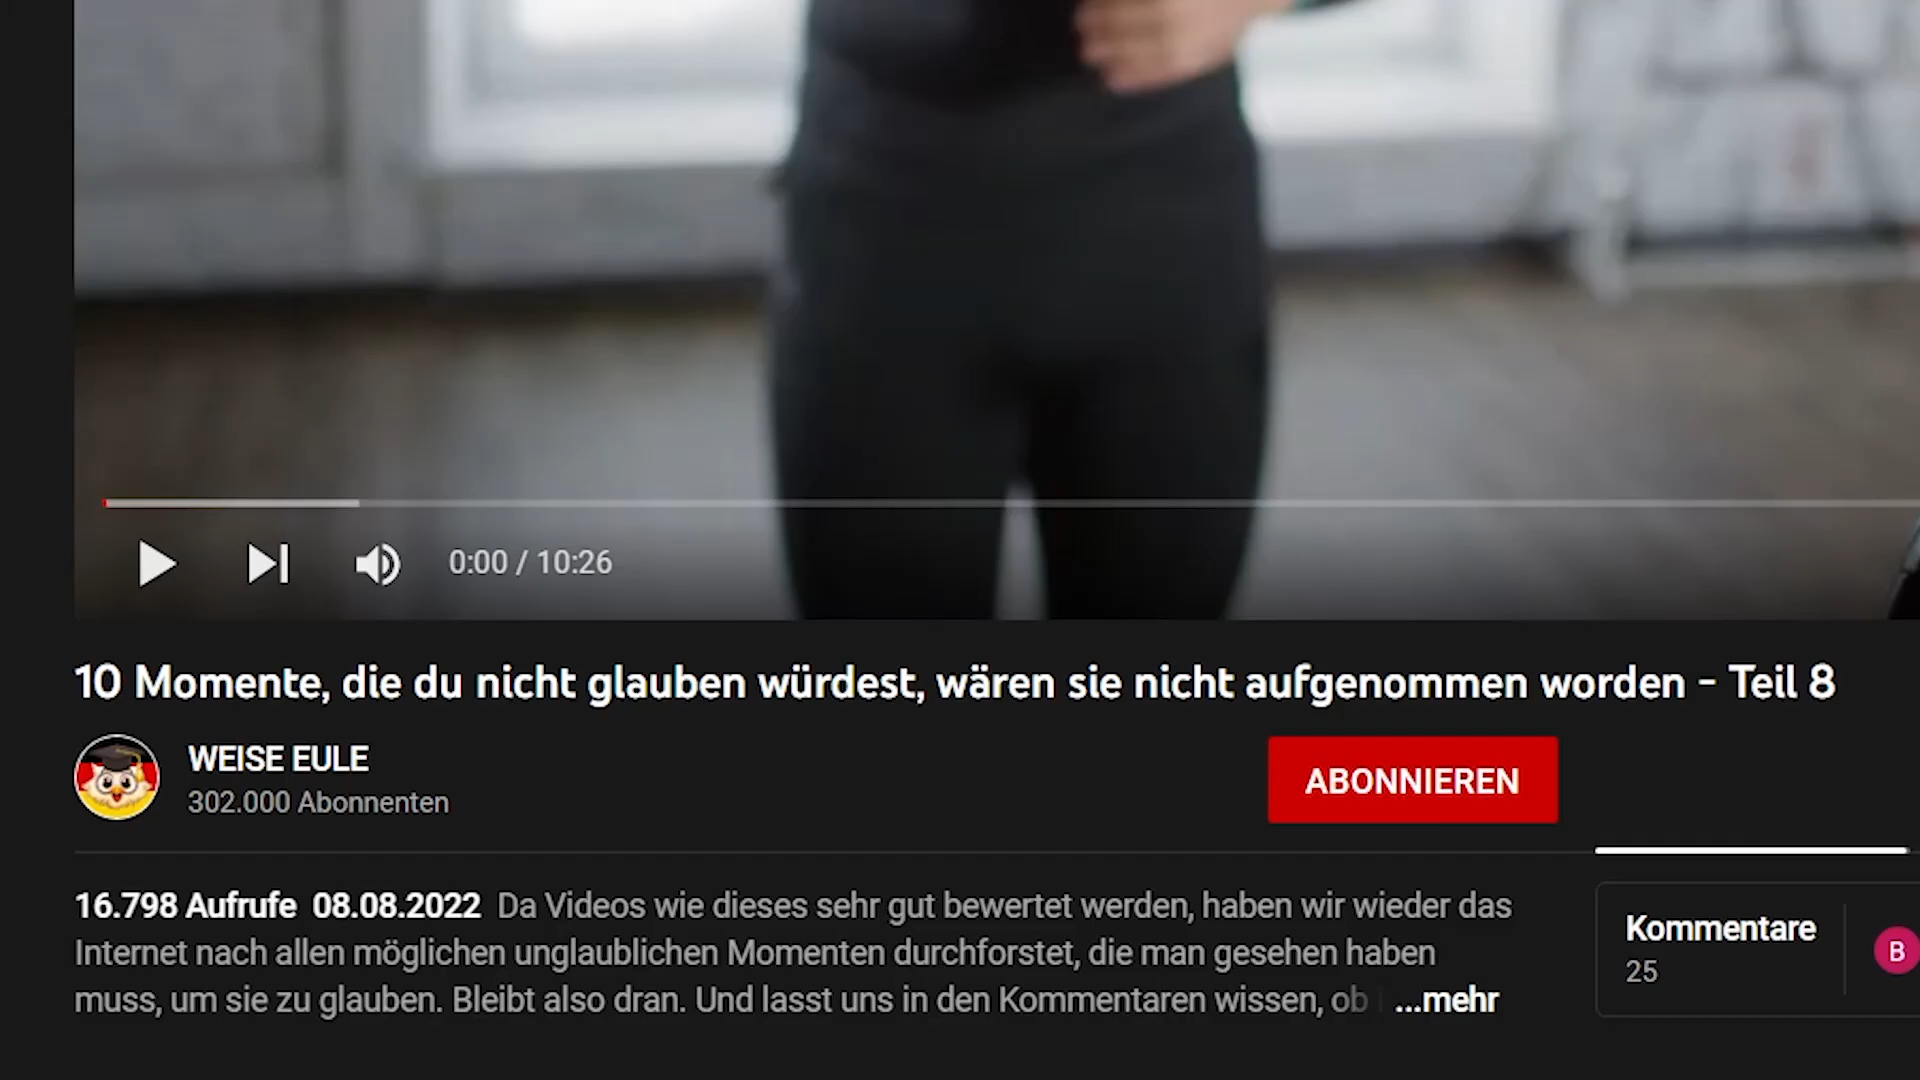 0:00 / 10:26
10 Momente, die du nicht glauben würdest, wären sie nicht aufgenommen worden - Teil 8
WEISE EULE
302.000 Abonnenten
ABONNIEREN
16.798 Aufrufe 08.08.2022 Da Videos wie dieses sehr gut bewertet werden, haben wir wieder das
Internet nach allen möglichen unglaublichen Momenten durchforstet, die man gesehen haben
muss, um sie zu glauben. Bleibt also dran. Und lasst uns in den Kommentaren wissen, ob ...mehr
Kommentare
25
B